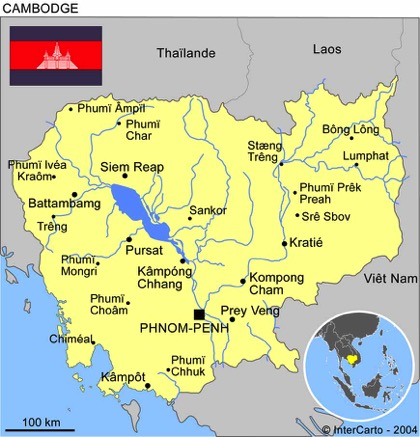 CAMBODGE
Thaïlande
Laos
Phumĭ Âmpĭl
Phumĭ
Char
Stæng
Trêng
Bông Lông
Lumphat
Phumĭ Ivéa
Kraôm
Siem Reap
Phumĭ Prêk
Preah
Battambang
Sankor
Srê Sbov
Trêng
Pursat
Kratié
Phumĭ
Mongri
Kâmpóng
Chhang
Viêt Nam
Kompong
Cham
Phumĭ
Choâm
PHNOM-PENH
Prey Veng
Chiméal
Phumĭ
Chhuk
Kâmpôt
100 km
© InterCarto - 2004